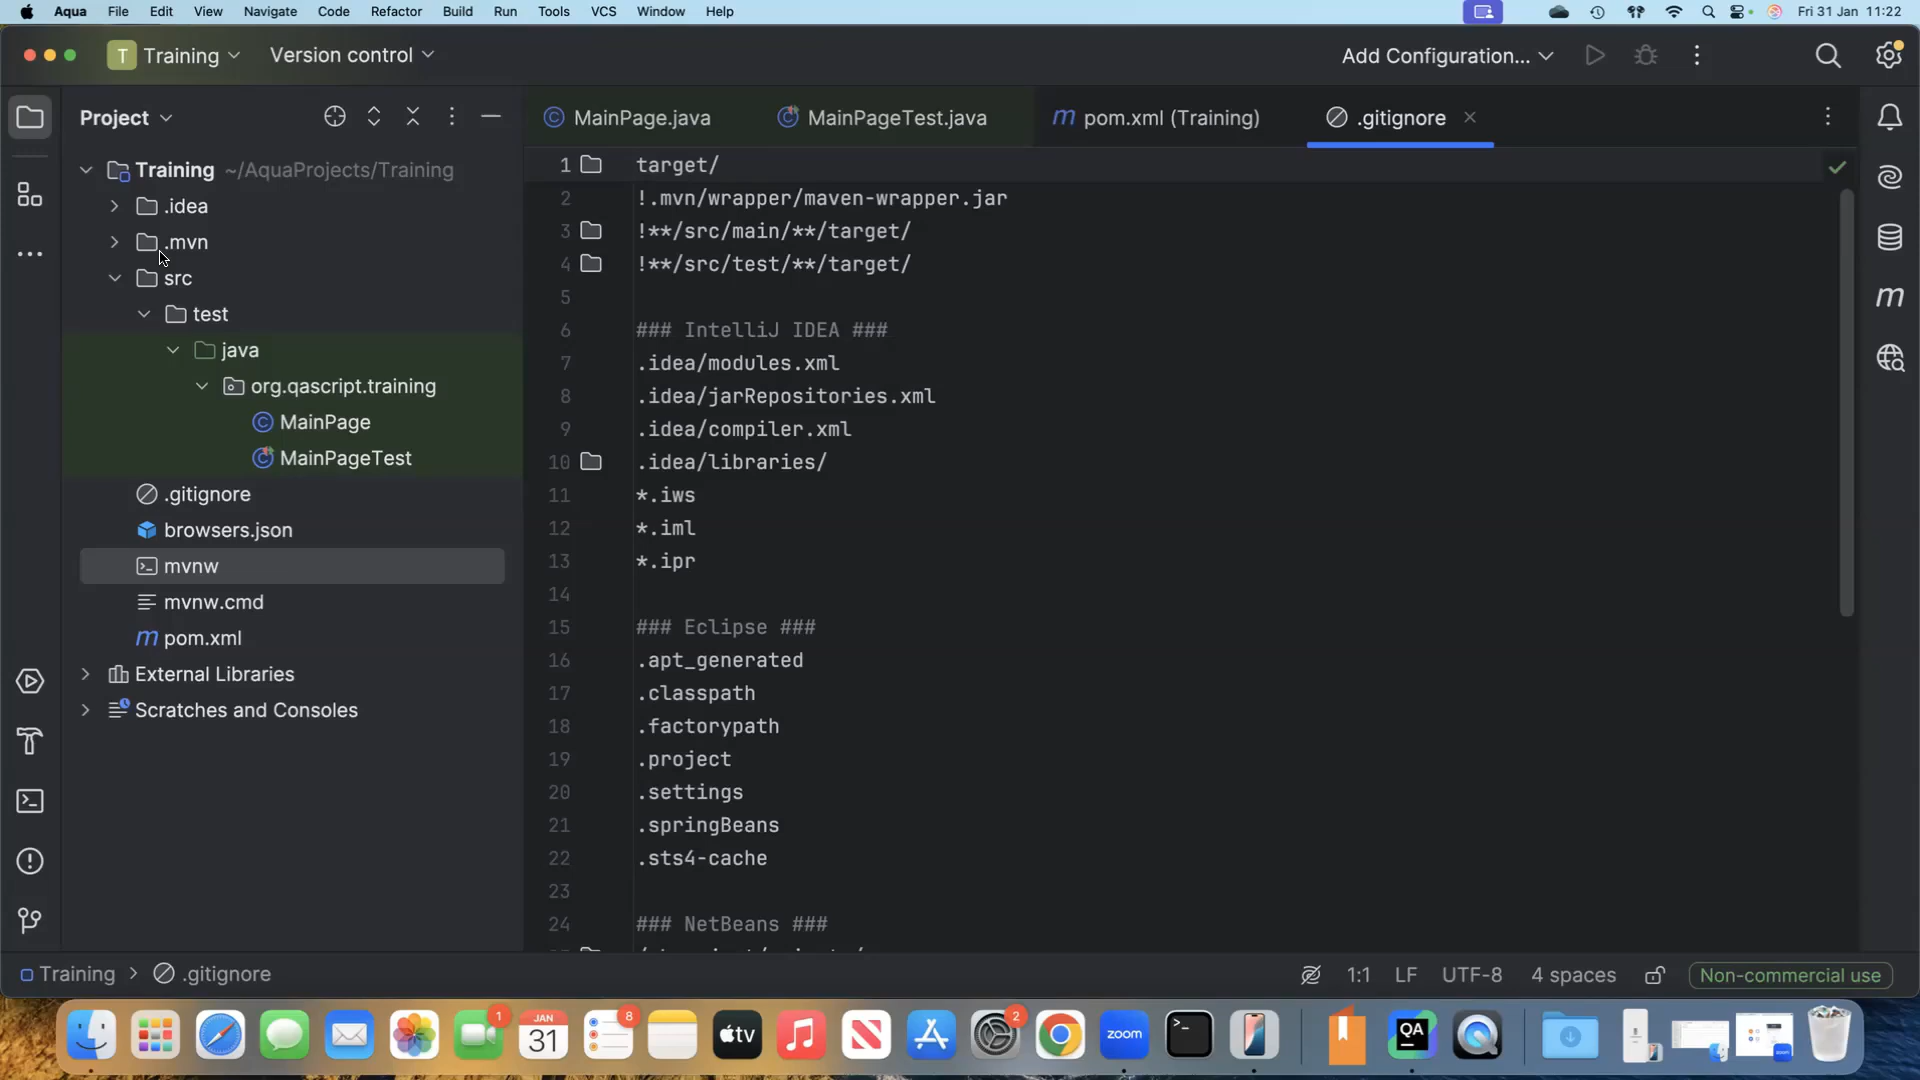 Aqua File Edit View Navigate Code Refactor Build Run Tools VCS Window Help Fri 31 Jan 11:22
T Training Version control Add Configuration...
Project
MainPage.java MainPageTest.java pom.xml (Training) .gitignore
Training ~/AquaProjects/Training
.idea
.mvn
src
test
java
org.qascript.training
MainPage
MainPageTest
.gitignore
browsers.json
mvnw
mvnw.cmd
m pom.xml
External Libraries
Scratches and Consoles
1 target/
2 !.mvn/wrapper/maven-wrapper.jar
3 !**/src/main/**/target/
4 !**/src/test/**/target/
5
6 ### IntelliJ IDEA ###
7 .idea/modules.xml
8 .idea/jarRepositories.xml
9 .idea/compiler.xml
10 .idea/libraries/
11 *.iws
12 *.iml
13 *.ipr
14
15 ### Eclipse ###
16 .apt_generated
17 .classpath
18 .factorypath
19 .project
20 .settings
21 .springBeans
22 .sts4-cache
23
24 ### NetBeans ###
Training > .gitignore 1:1 LF UTF-8 4 spaces Non-commercial use
1 JAN 31 8 tv 2 zoom QA